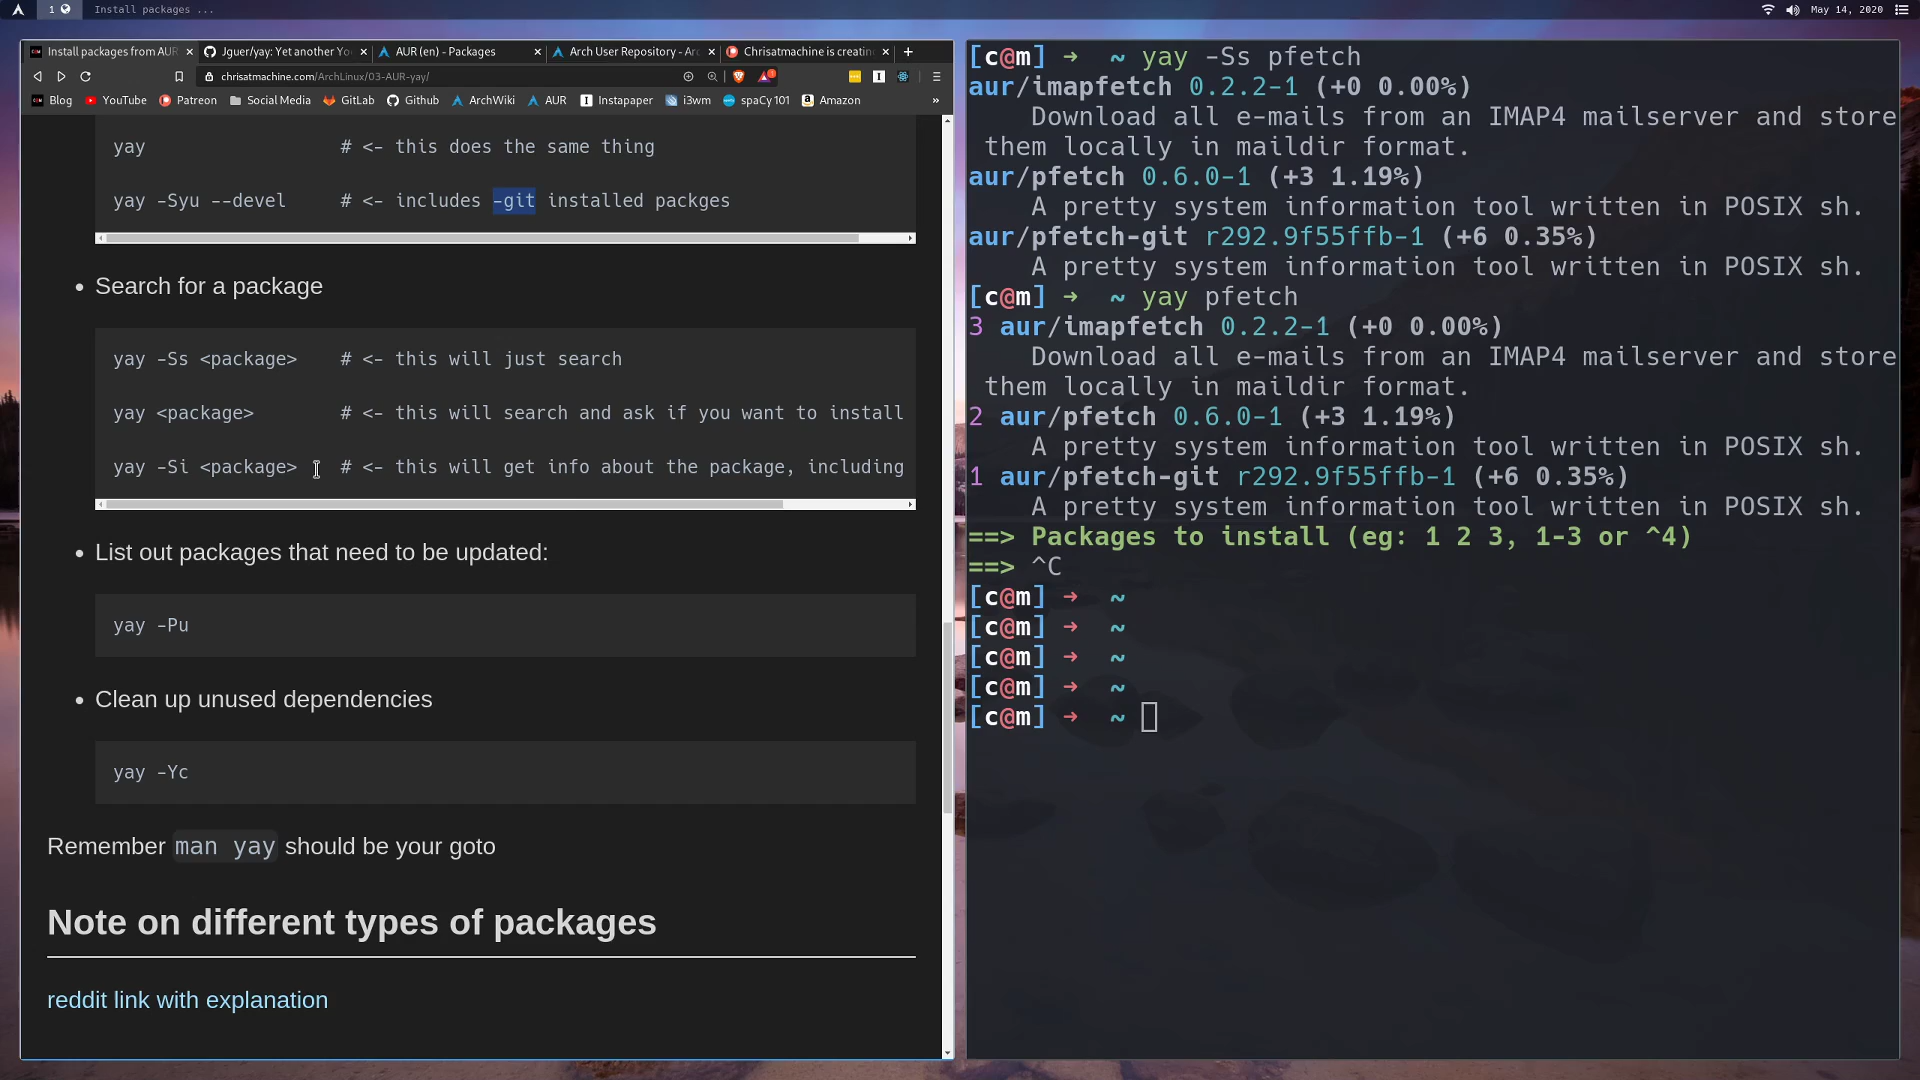 1
Install packages ...
May 14, 2020
Install packages from AUR
Jguer/yay: Yet another Yo
AUR (en) - Packages
Arch User Repository - Arc
Chrisatmachine is creatin
chrisatmachine.com/ArchLinux/03-AUR-yay/
Blog YouTube Patreon Social Media GitLab Github ArchWiki AUR Instapaper i3wm spaCy 101 Amazon »
yay # <- this does the same thing
yay -Syu --devel # <- includes -git installed packges
• Search for a package
yay -Ss <package> # <- this will just search
yay <package> # <- this will search and ask if you want to install
yay -Si <package> # <- this will get info about the package, including
• List out packages that need to be updated:
yay -Pu
• Clean up unused dependencies
yay -Yc
Remember man yay should be your goto
Note on different types of packages
reddit link with explanation
[c@m] → ~ yay -Ss pfetch
aur/imapfetch 0.2.2-1 (+0 0.00%)
Download all e-mails from an IMAP4 mailserver and store
them locally in maildir format.
aur/pfetch 0.6.0-1 (+3 1.19%)
A pretty system information tool written in POSIX sh.
aur/pfetch-git r292.9f55ffb-1 (+6 0.35%)
A pretty system information tool written in POSIX sh.
[c@m] → ~ yay pfetch
3 aur/imapfetch 0.2.2-1 (+0 0.00%)
Download all e-mails from an IMAP4 mailserver and store
them locally in maildir format.
2 aur/pfetch 0.6.0-1 (+3 1.19%)
A pretty system information tool written in POSIX sh.
1 aur/pfetch-git r292.9f55ffb-1 (+6 0.35%)
A pretty system information tool written in POSIX sh.
==> Packages to install (eg: 1 2 3, 1-3 or ^4)
==> ^C
[c@m] → ~
[c@m] → ~
[c@m] → ~
[c@m] → ~
[c@m] → ~